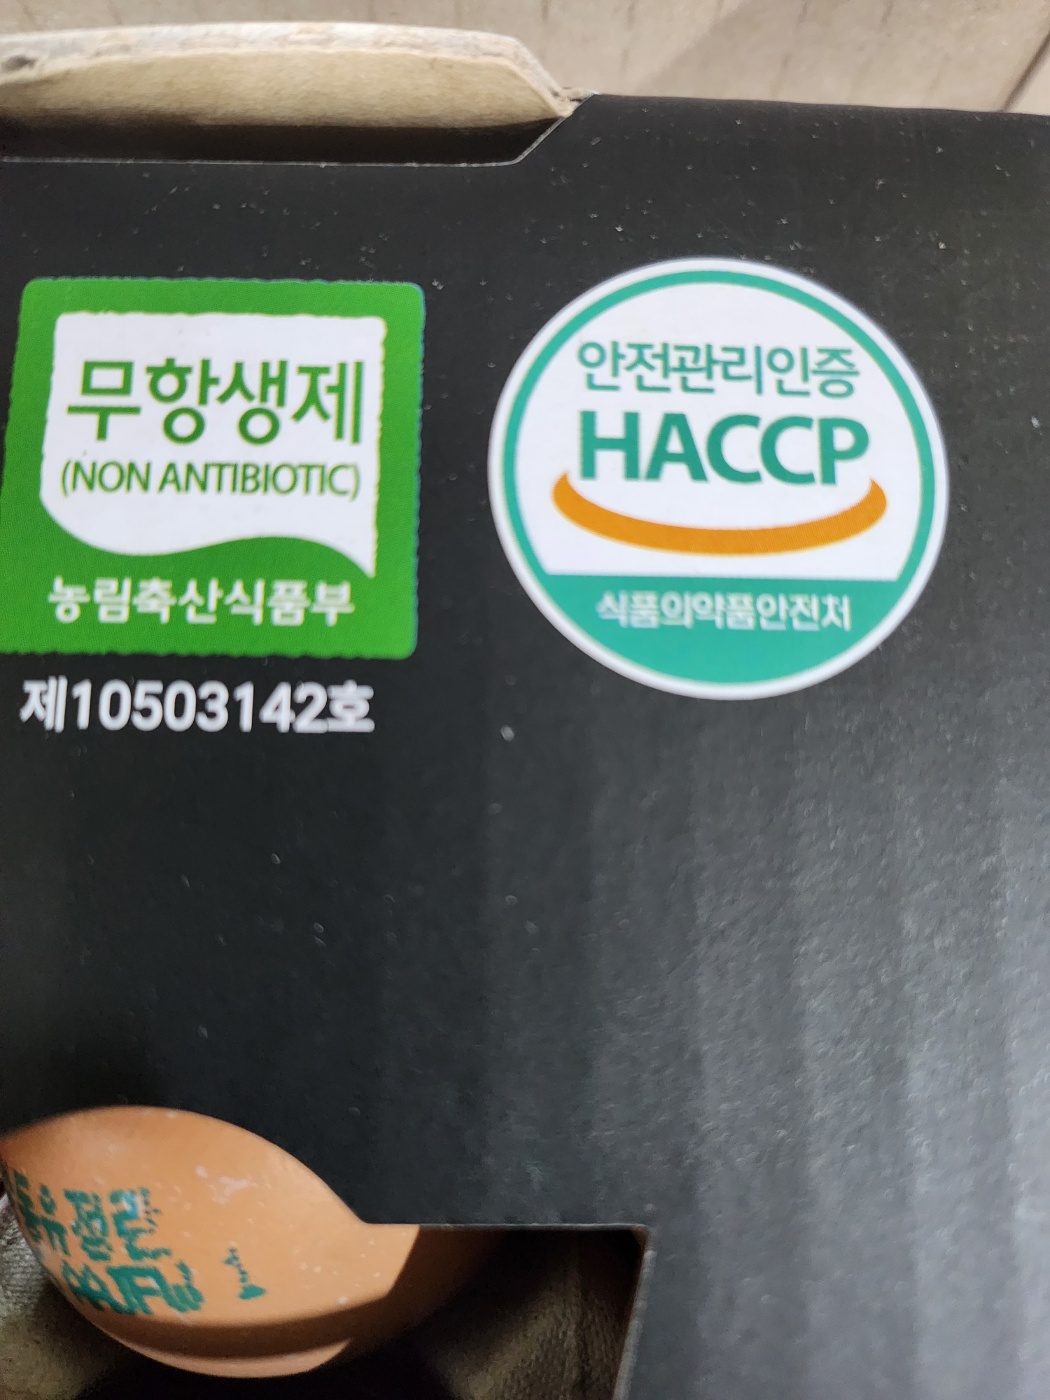 무항생제
(NON ANTIBIOTIC)
농림축산식품부
제10503142호
안전관리인증
HACCP
식품의약품안전처